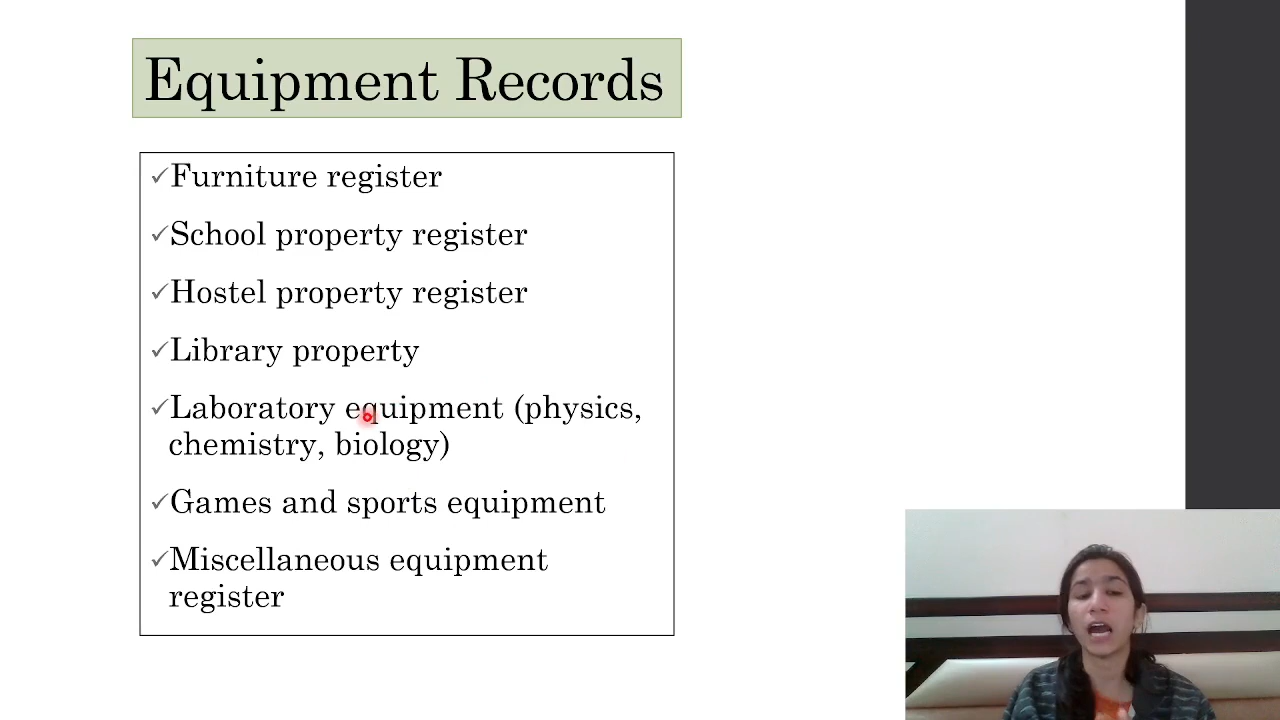 Equipment Records
✓Furniture register
✓School property register
✓Hostel property register
✓Library property
✓Laboratory equipment (physics,
chemistry, biology)
✓Games and sports equipment
✓Miscellaneous equipment
register